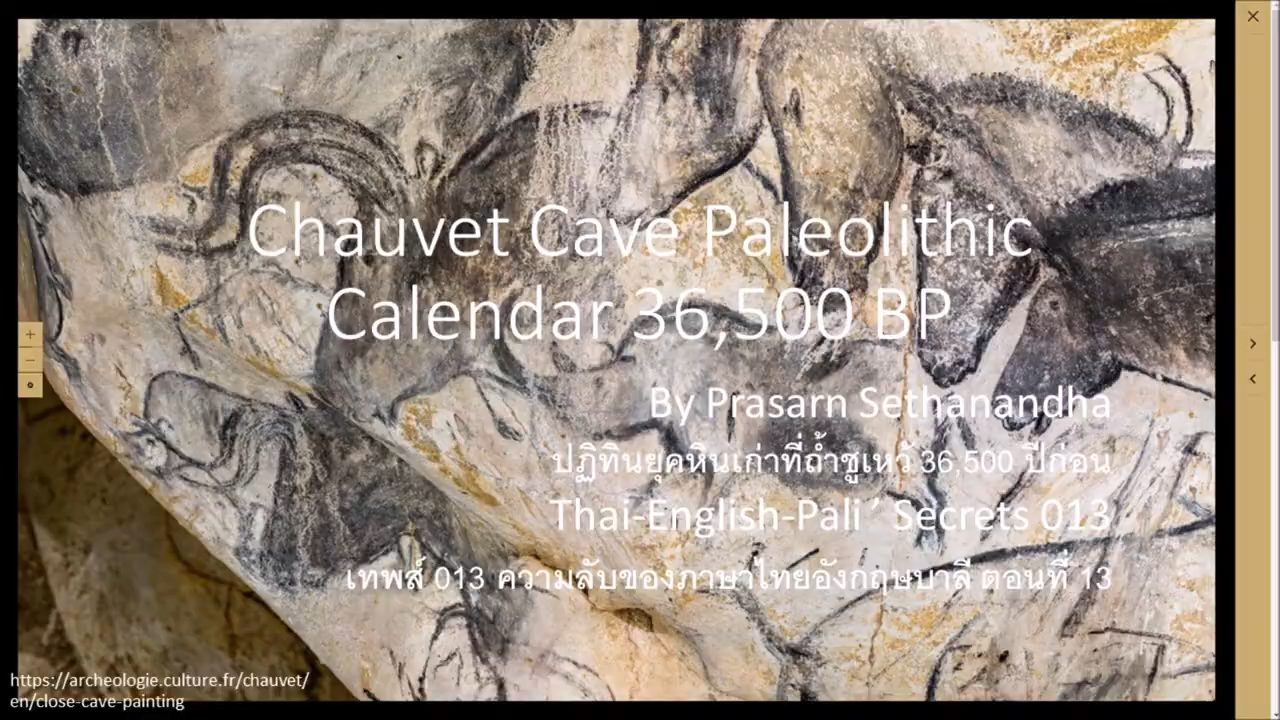 Chauvet Cave Paleolithic
Calendar 36,500 BP
By Prasarn Sethanandha
ปฏิทินยุคหินเก่าที่ถ้ำชูเหว่ 36,500 ปีก่อน
Thai-English-Pali ́ Secrets 013
เทพส์ 013 ความลับของภาษาไทยอังกฤษบาลี ตอนที่ 13
https://archeologie.culture.fr/chauvet/
en/close-cave-painting